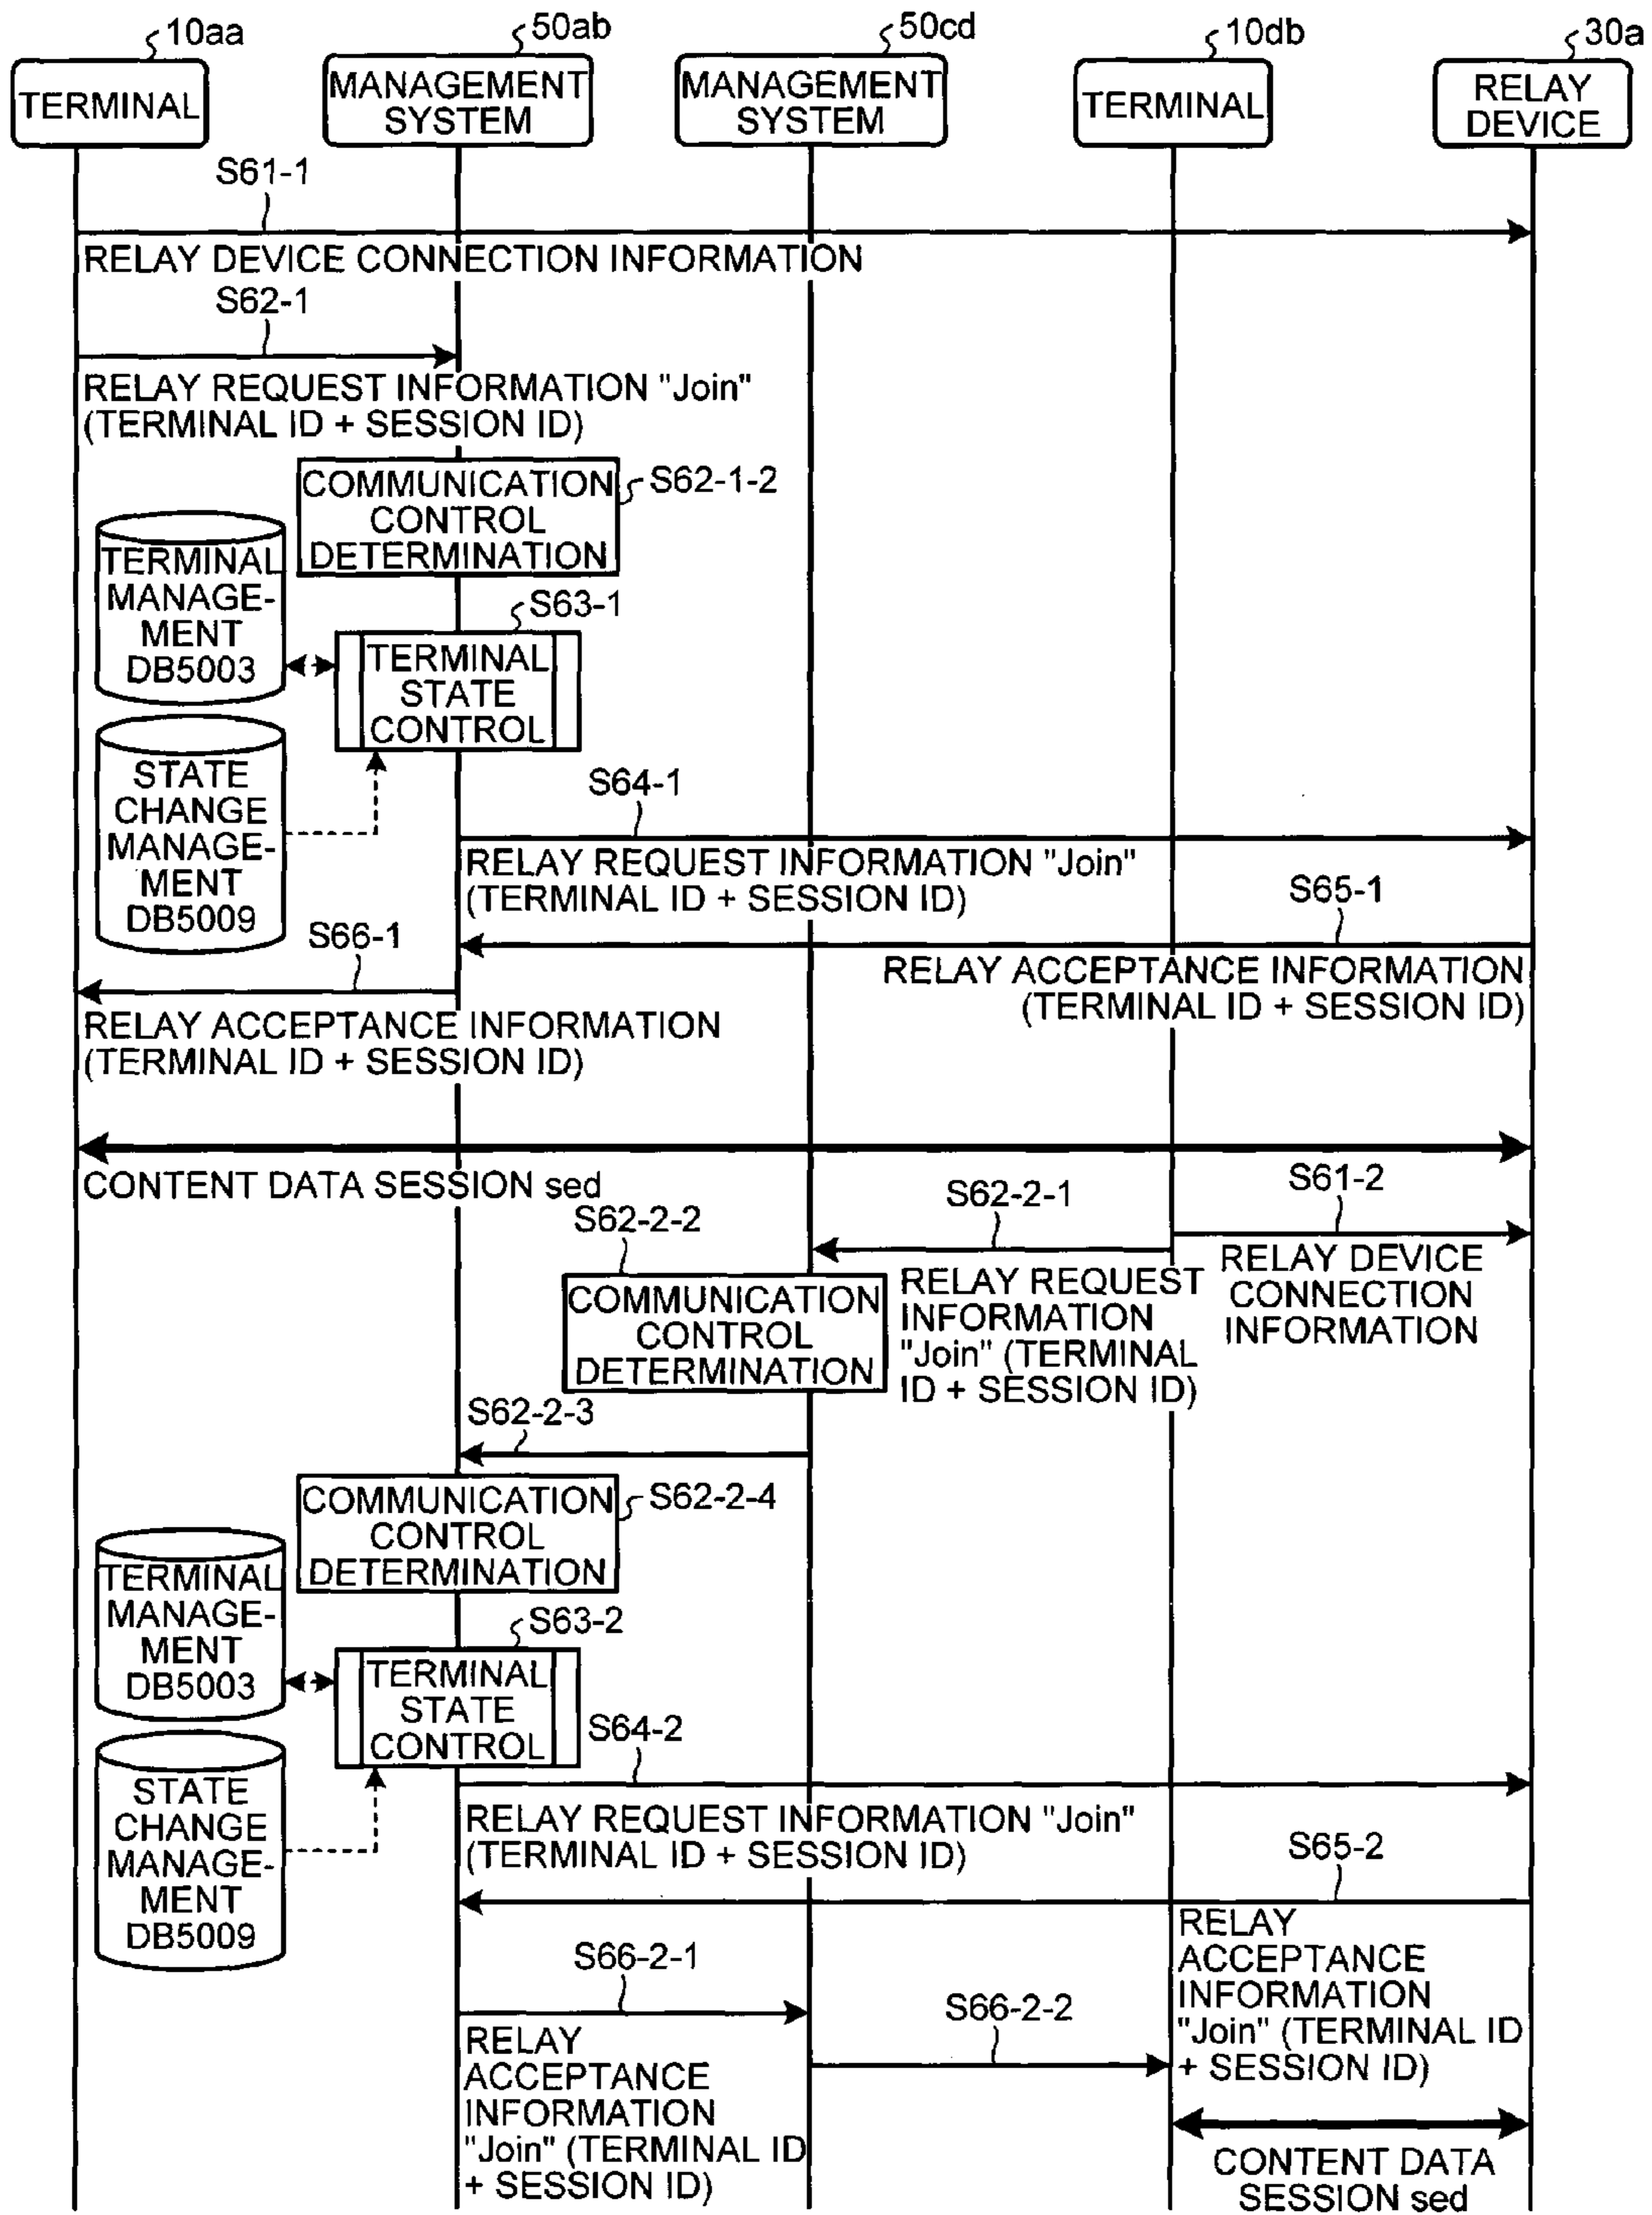 10aa
50ab
50cd
10db
30a
TERMINAL
MANAGEMENT
SYSTEM
MANAGEMENT
SYSTEM
TERMINAL
RELAY
DEVICE
S61-1
RELAY DEVICE CONNECTION INFORMATION
S62-1
RELAY REQUEST INFORMATION "Join"
(TERMINAL ID + SESSION ID)
COMMUNICATION
CONTROL
DETERMINATION
S62-1-2
TERMINAL
MANAGE-
MENT
DB5003
S63-1
TERMINAL
STATE
CONTROL
STATE
CHANGE
MANAGE-
MENT
DB5009
S64-1
RELAY REQUEST INFORMATION "Join"
(TERMINAL ID + SESSION ID)
S65-1
RELAY ACCEPTANCE INFORMATION
(TERMINAL ID + SESSION ID)
S66-1
RELAY ACCEPTANCE INFORMATION
(TERMINAL ID + SESSION ID)
CONTENT DATA SESSION sed
S61-2
RELAY DEVICE
CONNECTION
INFORMATION
S62-2-1
RELAY REQUEST
INFORMATION
"Join" (TERMINAL
ID + SESSION ID)
S62-2-2
COMMUNICATION
CONTROL
DETERMINATION
S62-2-3
COMMUNICATION
CONTROL
DETERMINATION
S62-2-4
TERMINAL
MANAGE-
MENT
DB5003
S63-2
TERMINAL
STATE
CONTROL
STATE
CHANGE
MANAGE-
MENT
DB5009
S64-2
RELAY REQUEST INFORMATION "Join"
(TERMINAL ID + SESSION ID)
S65-2
RELAY
ACCEPTANCE
INFORMATION
"Join" (TERMINAL ID
+ SESSION ID)
S66-2-1
RELAY
ACCEPTANCE
INFORMATION
"Join" (TERMINAL ID
+ SESSION ID)
S66-2-2
CONTENT DATA
SESSION sed